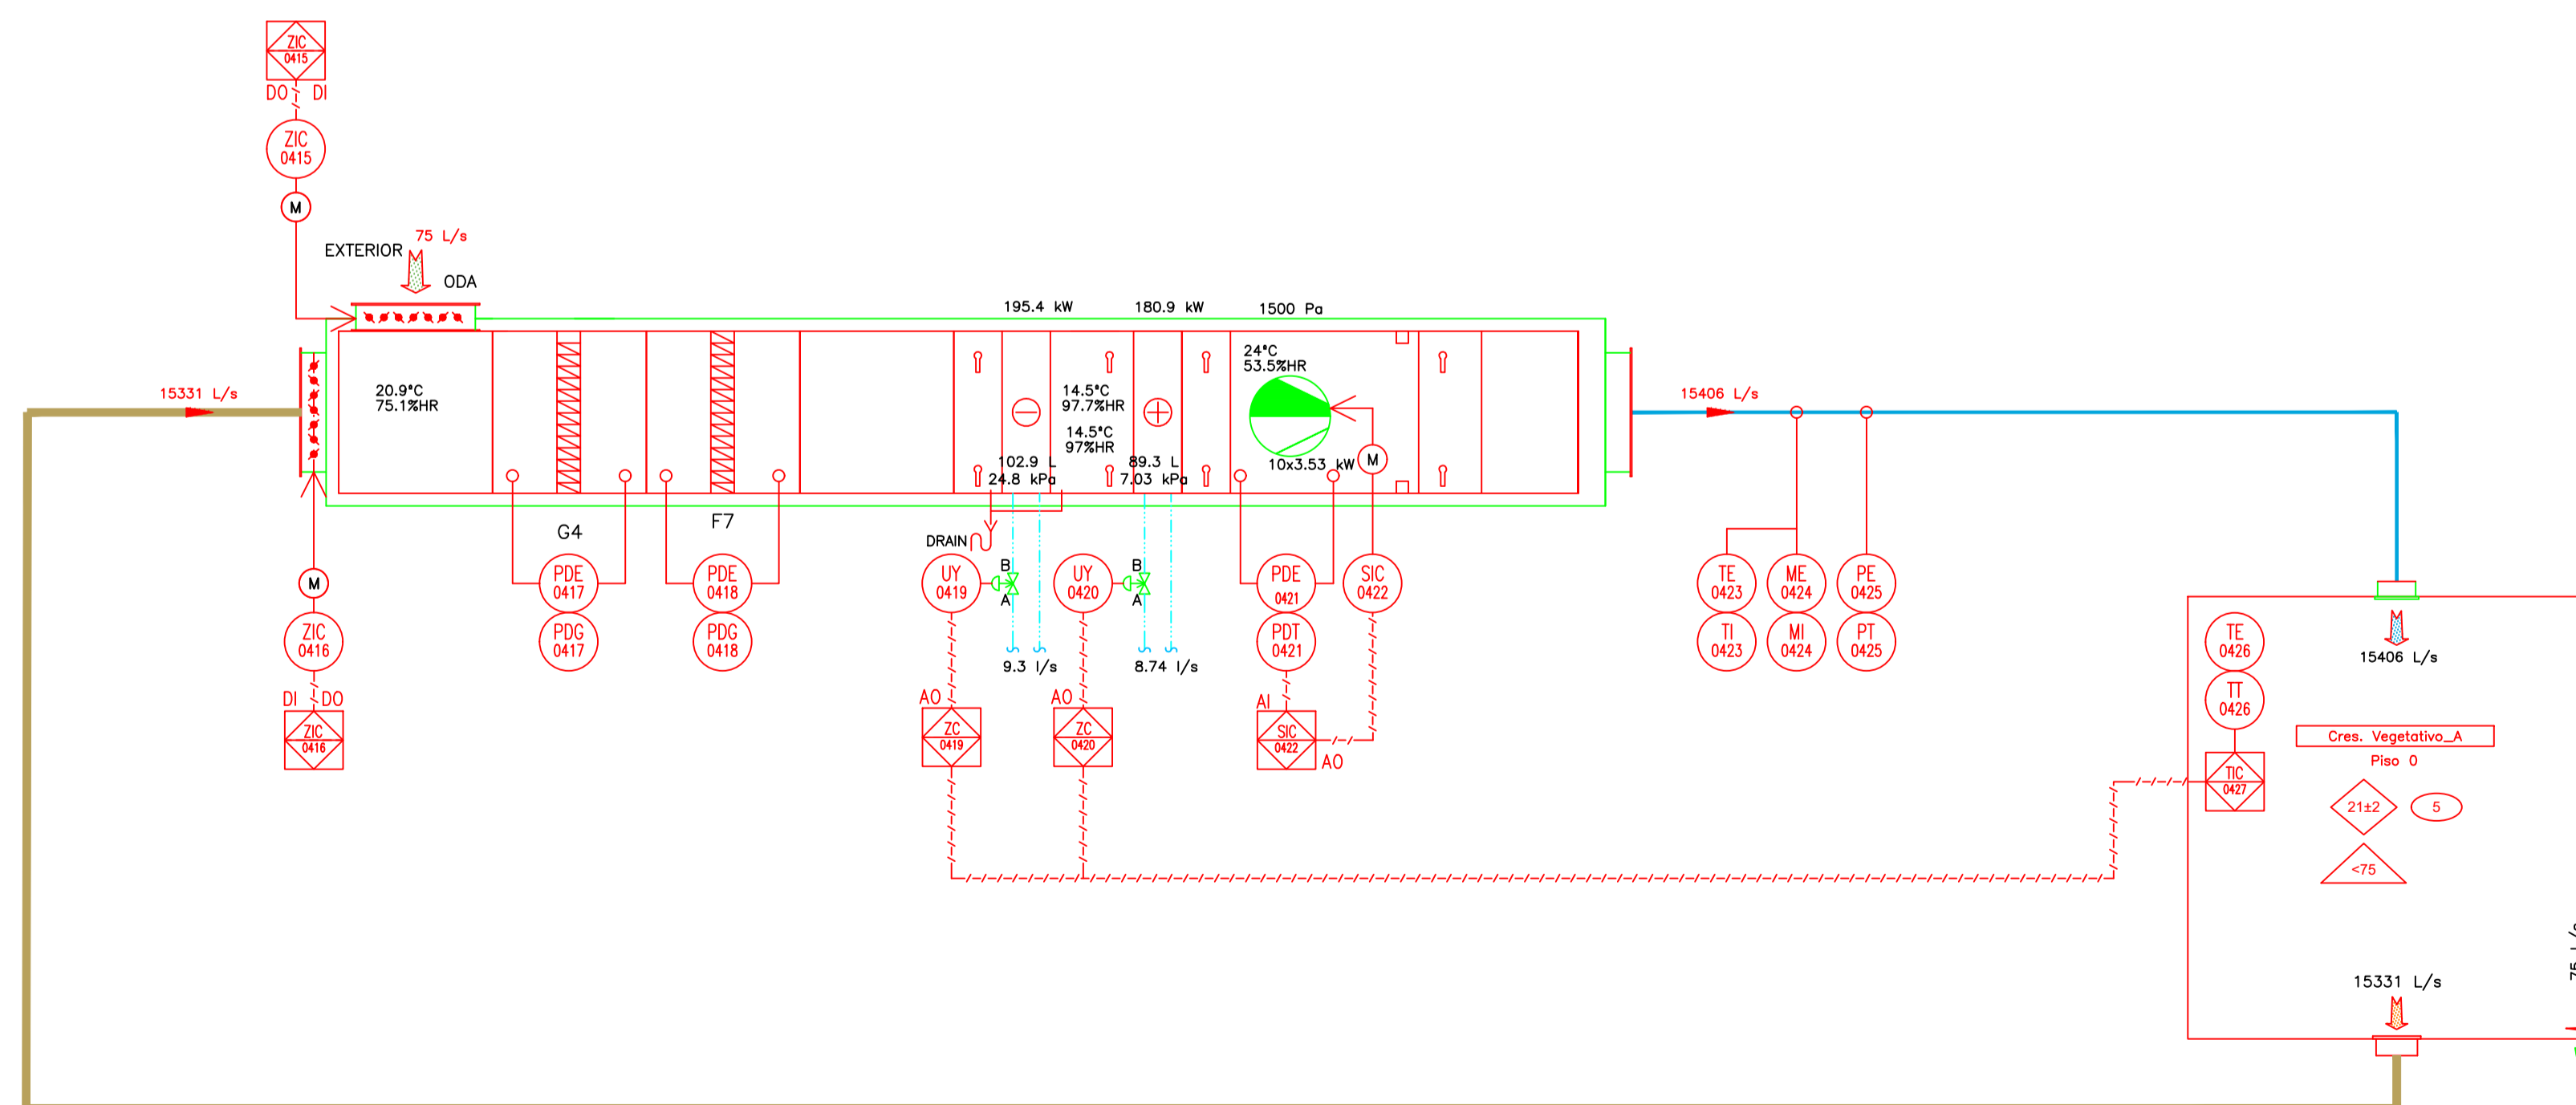 ZIC
0415
DO DI
ZIC
0415
M
75 L/s
EXTERIOR
ODA
195.4 kW
180.9 kW
1500 Pa
15331 L/s
20.9°C
75.1%HR
14.5°C
97.7%HR
14.5°C
97%HR
24°C
53.5%HR
10x3.53 kW
M
102.9 L
24.8 kPa
89.3 L
7.03 kPa
15406 L/s
G4
F7
DRAIN
M
ZIC
0416
DI DO
ZIC
0416
PDE
0417
PDG
0417
PDE
0418
PDG
0418
UY
0419
B
A
9.3 l/s
AO
ZC
0419
UY
0420
B
A
8.74 l/s
AO
ZC
0420
PDE
0421
PDT
0421
AI
SIC
0422
AO
SIC
0422
TE
0423
TI
0423
ME
0424
MI
0424
PE
0425
PT
0425
TE
0426
TT
0426
TIC
0427
15406 L/s
Cres. Vegetativo_A
Piso 0
21±2
5
<75
15331 L/s